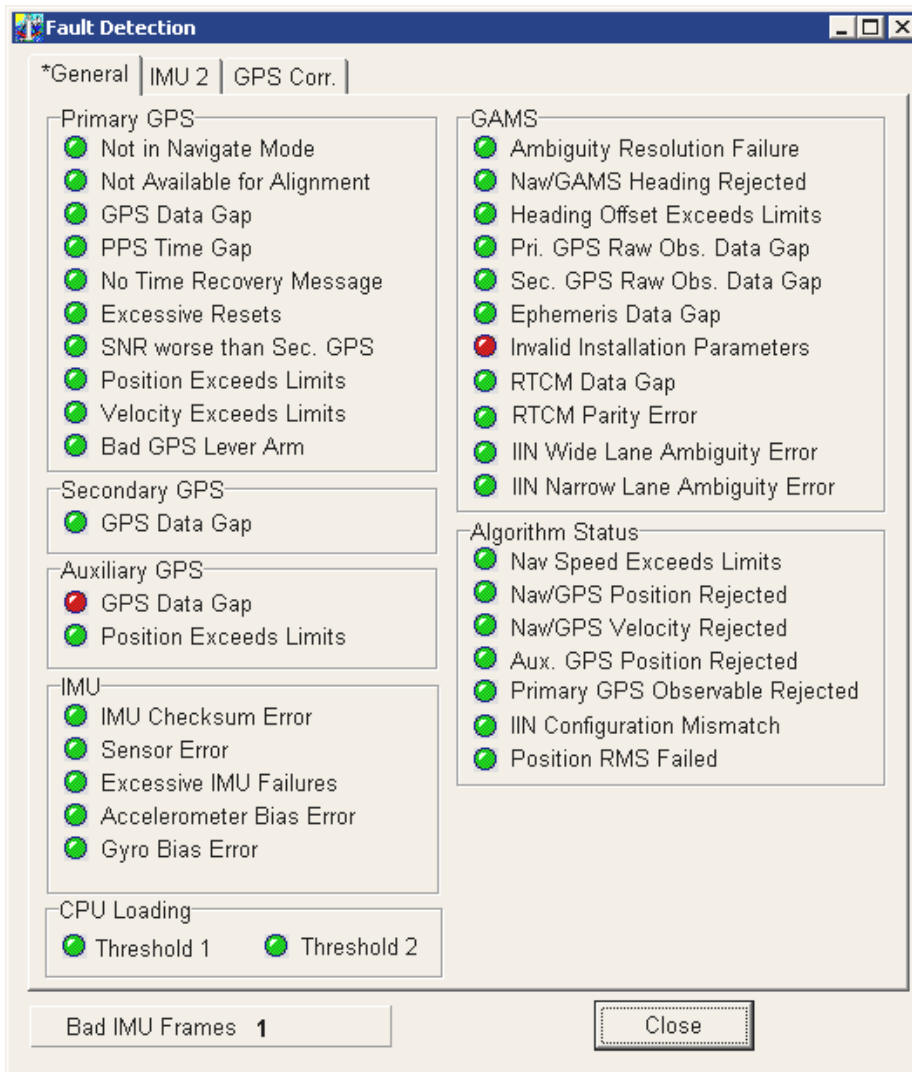 Fault Detection
*General IMU 2 GPS Corr.
Primary GPS
Not in Navigate Mode
Not Available for Alignment
GPS Data Gap
PPS Time Gap
No Time Recovery Message
Excessive Resets
SNR worse than Sec. GPS
Position Exceeds Limits
Velocity Exceeds Limits
Bad GPS Lever Arm
Secondary GPS
GPS Data Gap
Auxiliary GPS
GPS Data Gap
Position Exceeds Limits
IMU
IMU Checksum Error
Sensor Error
Excessive IMU Failures
Accelerometer Bias Error
Gyro Bias Error
CPU Loading
Threshold 1 Threshold 2
GAMS
Ambiguity Resolution Failure
Nav/GAMS Heading Rejected
Heading Offset Exceeds Limits
Pri. GPS Raw Obs. Data Gap
Sec. GPS Raw Obs. Data Gap
Ephemeris Data Gap
Invalid Installation Parameters
RTCM Data Gap
RTCM Parity Error
IIN Wide Lane Ambiguity Error
IIN Narrow Lane Ambiguity Error
Algorithm Status
Nav Speed Exceeds Limits
Nav/GPS Position Rejected
Nav/GPS Velocity Rejected
Aux. GPS Position Rejected
Primary GPS Observable Rejected
IIN Configuration Mismatch
Position RMS Failed
Bad IMU Frames 1
Close